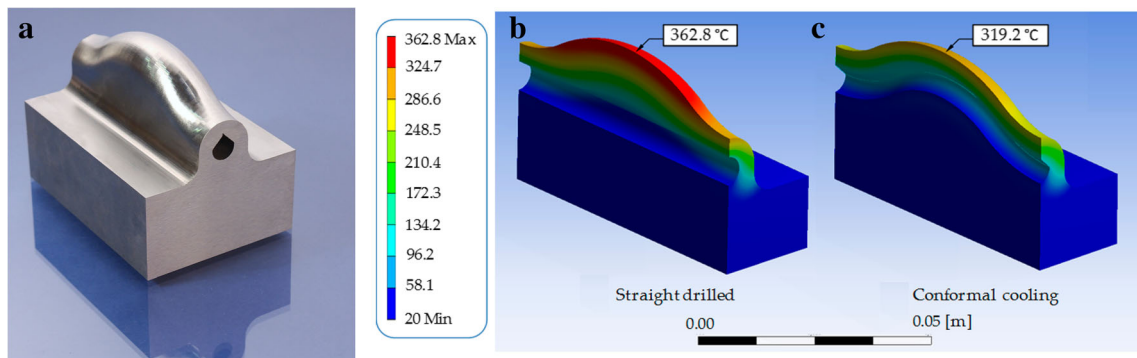 a
362.8 Max
324.7
286.6
248.5
210.4
172.3
134.2
96.2
58.1
20 Min
b
362.8 °C
c
319.2 °C
Straight drilled
Conformal cooling
0.00
0.05 [m]